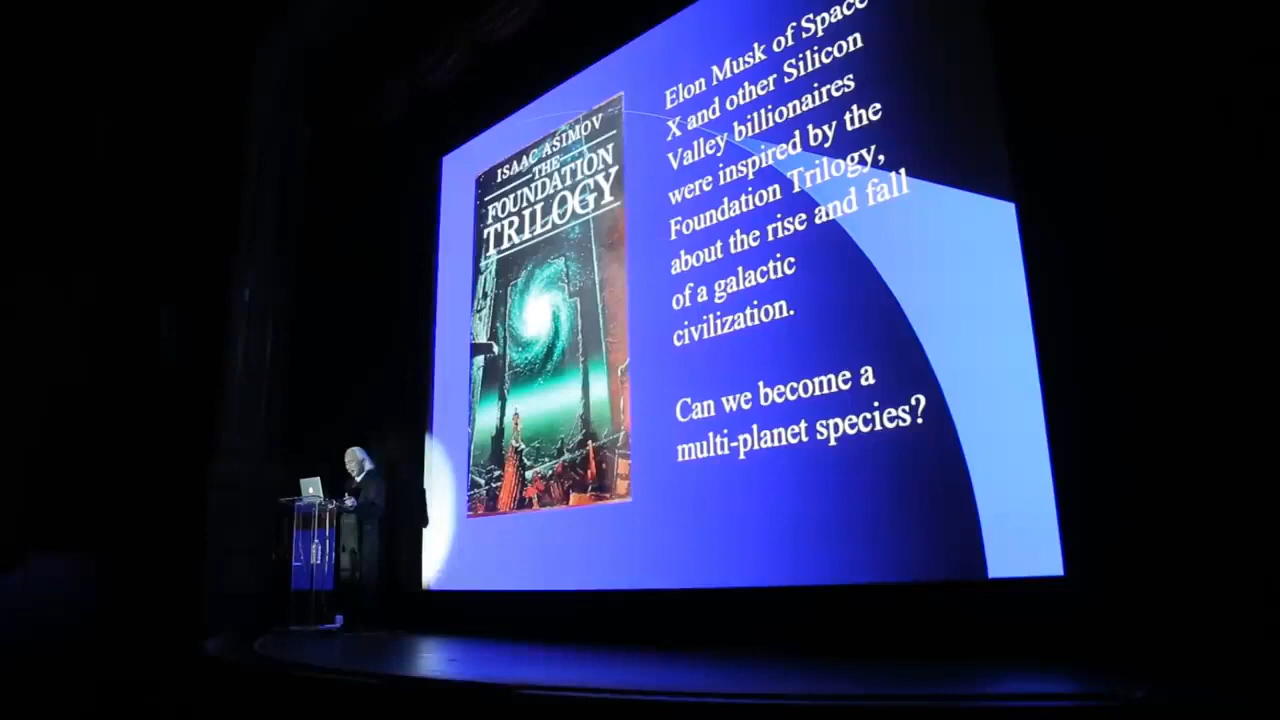 ISAAC ASIMOV
THE
FOUNDATION
TRILOGY
Elon Musk of Space
X and other Silicon
Valley billionaires
were inspired by the
Foundation Trilogy,
about the rise and fall
of a galactic
civilization.
Can we become a
multi-planet species?